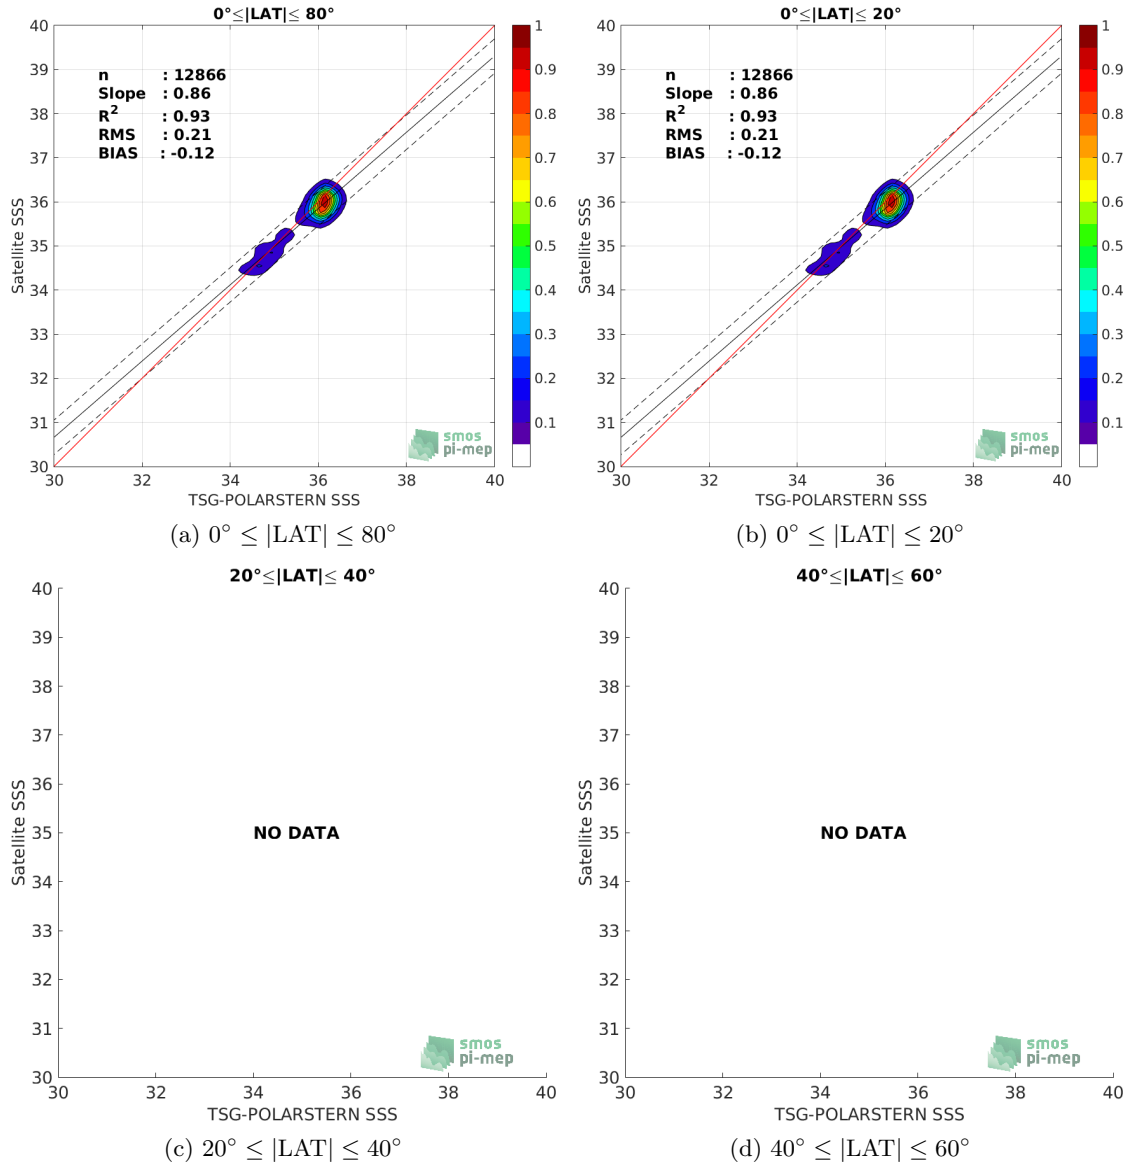 0°≤|LAT|≤ 80°
40
39
38
37
36
35
34
33
32
31
30
Satellite SSS
n : 12866
Slope : 0.86
R² : 0.93
RMS : 0.21
BIAS : -0.12
smos
pi-mep
30 32 34 36 38 40
TSG-POLARSTERN SSS
1
0.9
0.8
0.7
0.6
0.5
0.4
0.3
0.2
0.1
(a) 0° ≤ |LAT| ≤ 80°
0°≤|LAT|≤ 20°
40
39
38
37
36
35
34
33
32
31
30
Satellite SSS
n : 12866
Slope : 0.86
R² : 0.93
RMS : 0.21
BIAS : -0.12
smos
pi-mep
30 32 34 36 38 40
TSG-POLARSTERN SSS
1
0.9
0.8
0.7
0.6
0.5
0.4
0.3
0.2
0.1
(b) 0° ≤ |LAT| ≤ 20°
20°≤|LAT|≤ 40°
40
39
38
37
36
35
34
33
32
31
30
Satellite SSS
NO DATA
smos
pi-mep
30 32 34 36 38 40
TSG-POLARSTERN SSS
(c) 20° ≤ |LAT| ≤ 40°
40°≤|LAT|≤ 60°
40
39
38
37
36
35
34
33
32
31
30
Satellite SSS
NO DATA
smos
pi-mep
30 32 34 36 38 40
TSG-POLARSTERN SSS
(d) 40° ≤ |LAT| ≤ 60°